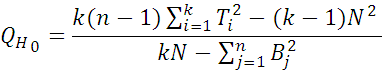 Q_{H_0} = \frac{k(n-1)\sum_{i=1}^{k} T_i^2 - (k-1)N^2}{kN - \sum_{j=1}^{n} B_j^2}